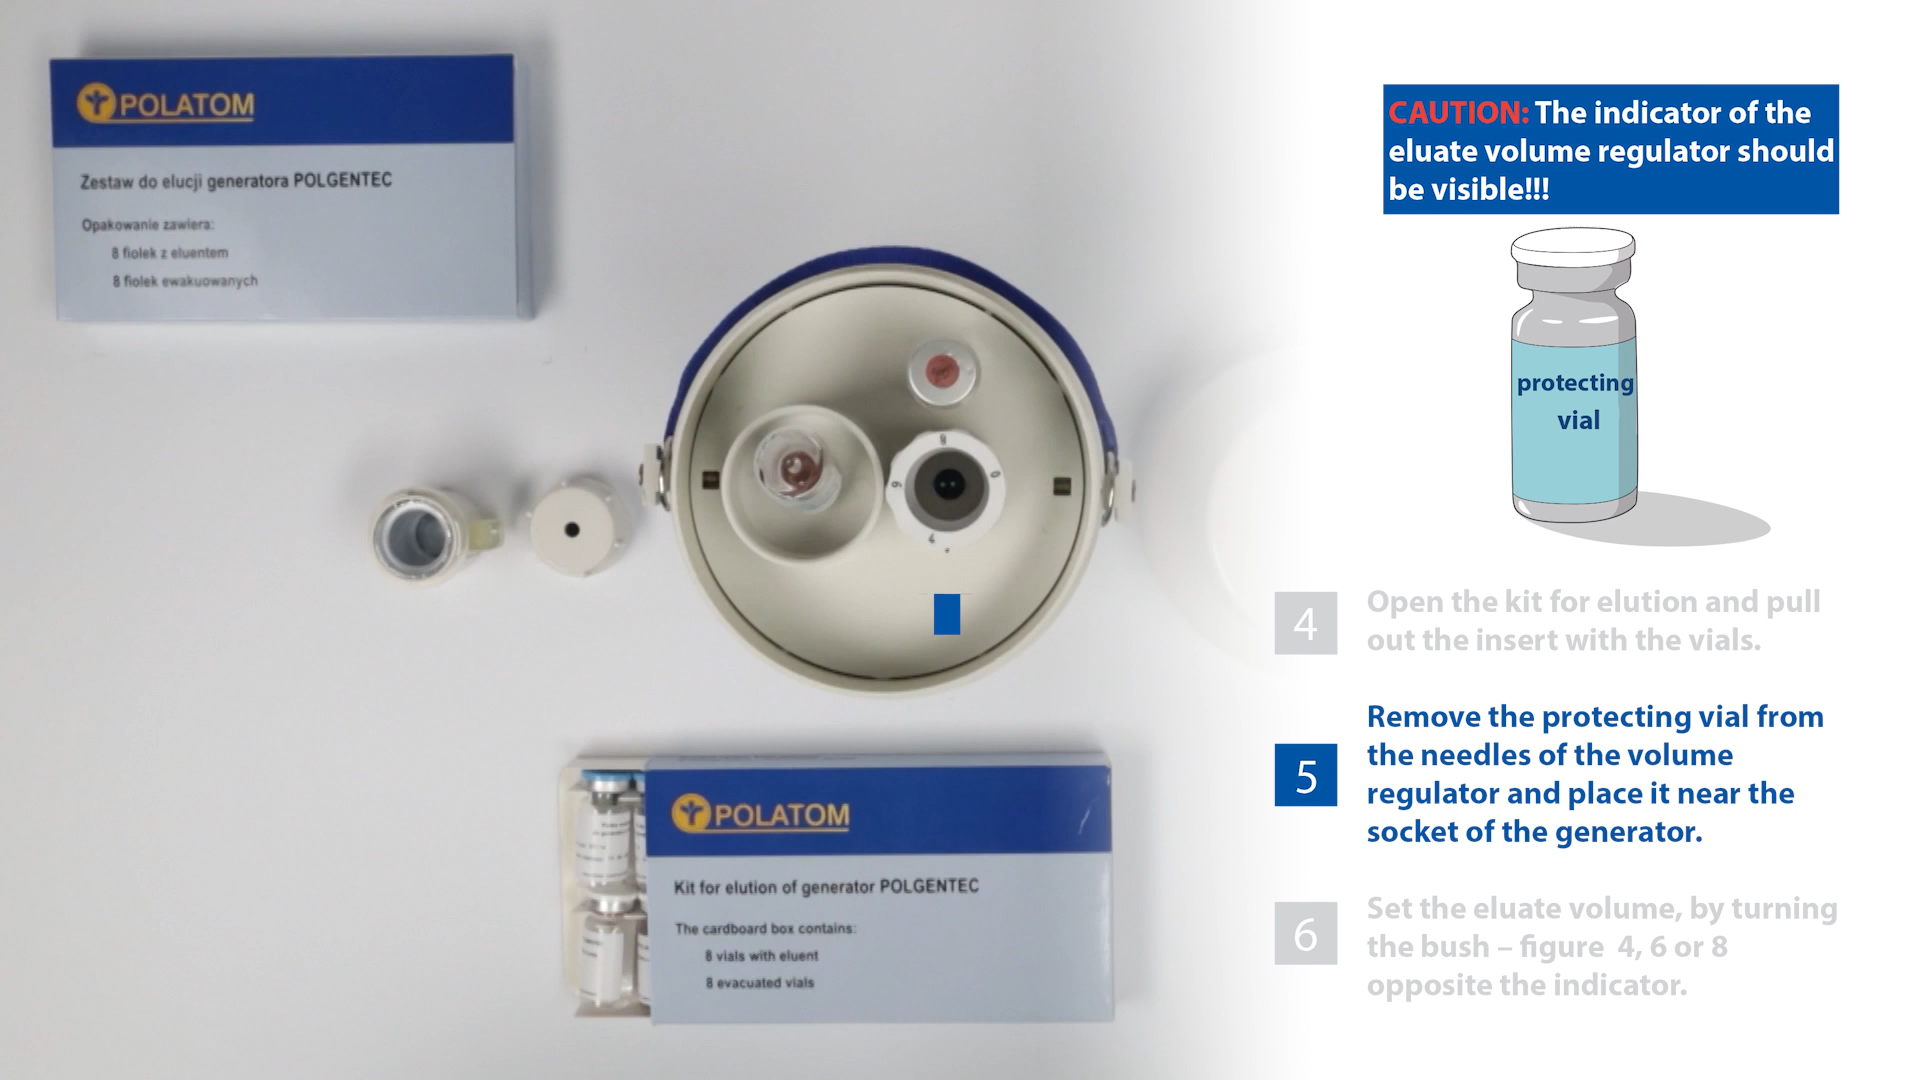 POLATOM
Zestaw do elucji generatora POLGENTEC
Opakowanie zawiera:
8 fiolek z eluentem
8 fiolek ewakuowanych
8
0
6
4
POLATOM
Kit for elution of generator POLGENTEC
The cardboard box contains:
8 vials with eluent
8 evacuated vials
CAUTION: The indicator of the
eluate volume regulator should
be visible!!!
protecting
vial
4
Open the kit for elution and pull
out the insert with the vials.
5
Remove the protecting vial from
the needles of the volume
regulator and place it near the
socket of the generator.
6
Set the eluate volume, by turning
the bush – figure 4, 6 or 8
opposite the indicator.